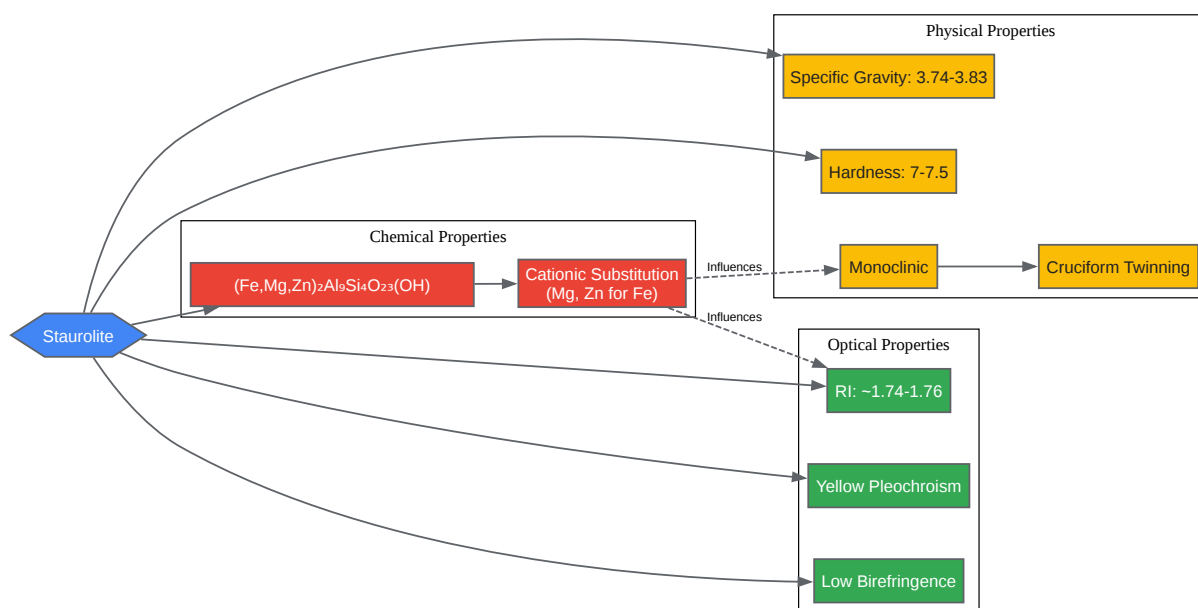 Physical Properties
Specific Gravity: 3.74-3.83
Hardness: 7-7.5
Chemical Properties
(Fe,Mg,Zn)₂Al₉Si₄O₂₃(OH)
Cationic Substitution
(Mg, Zn for Fe)
Influences
Monoclinic
Cruciform Twinning
Influences
Staurolite
Optical Properties
RI: ~1.74-1.76
Yellow Pleochroism
Low Birefringence